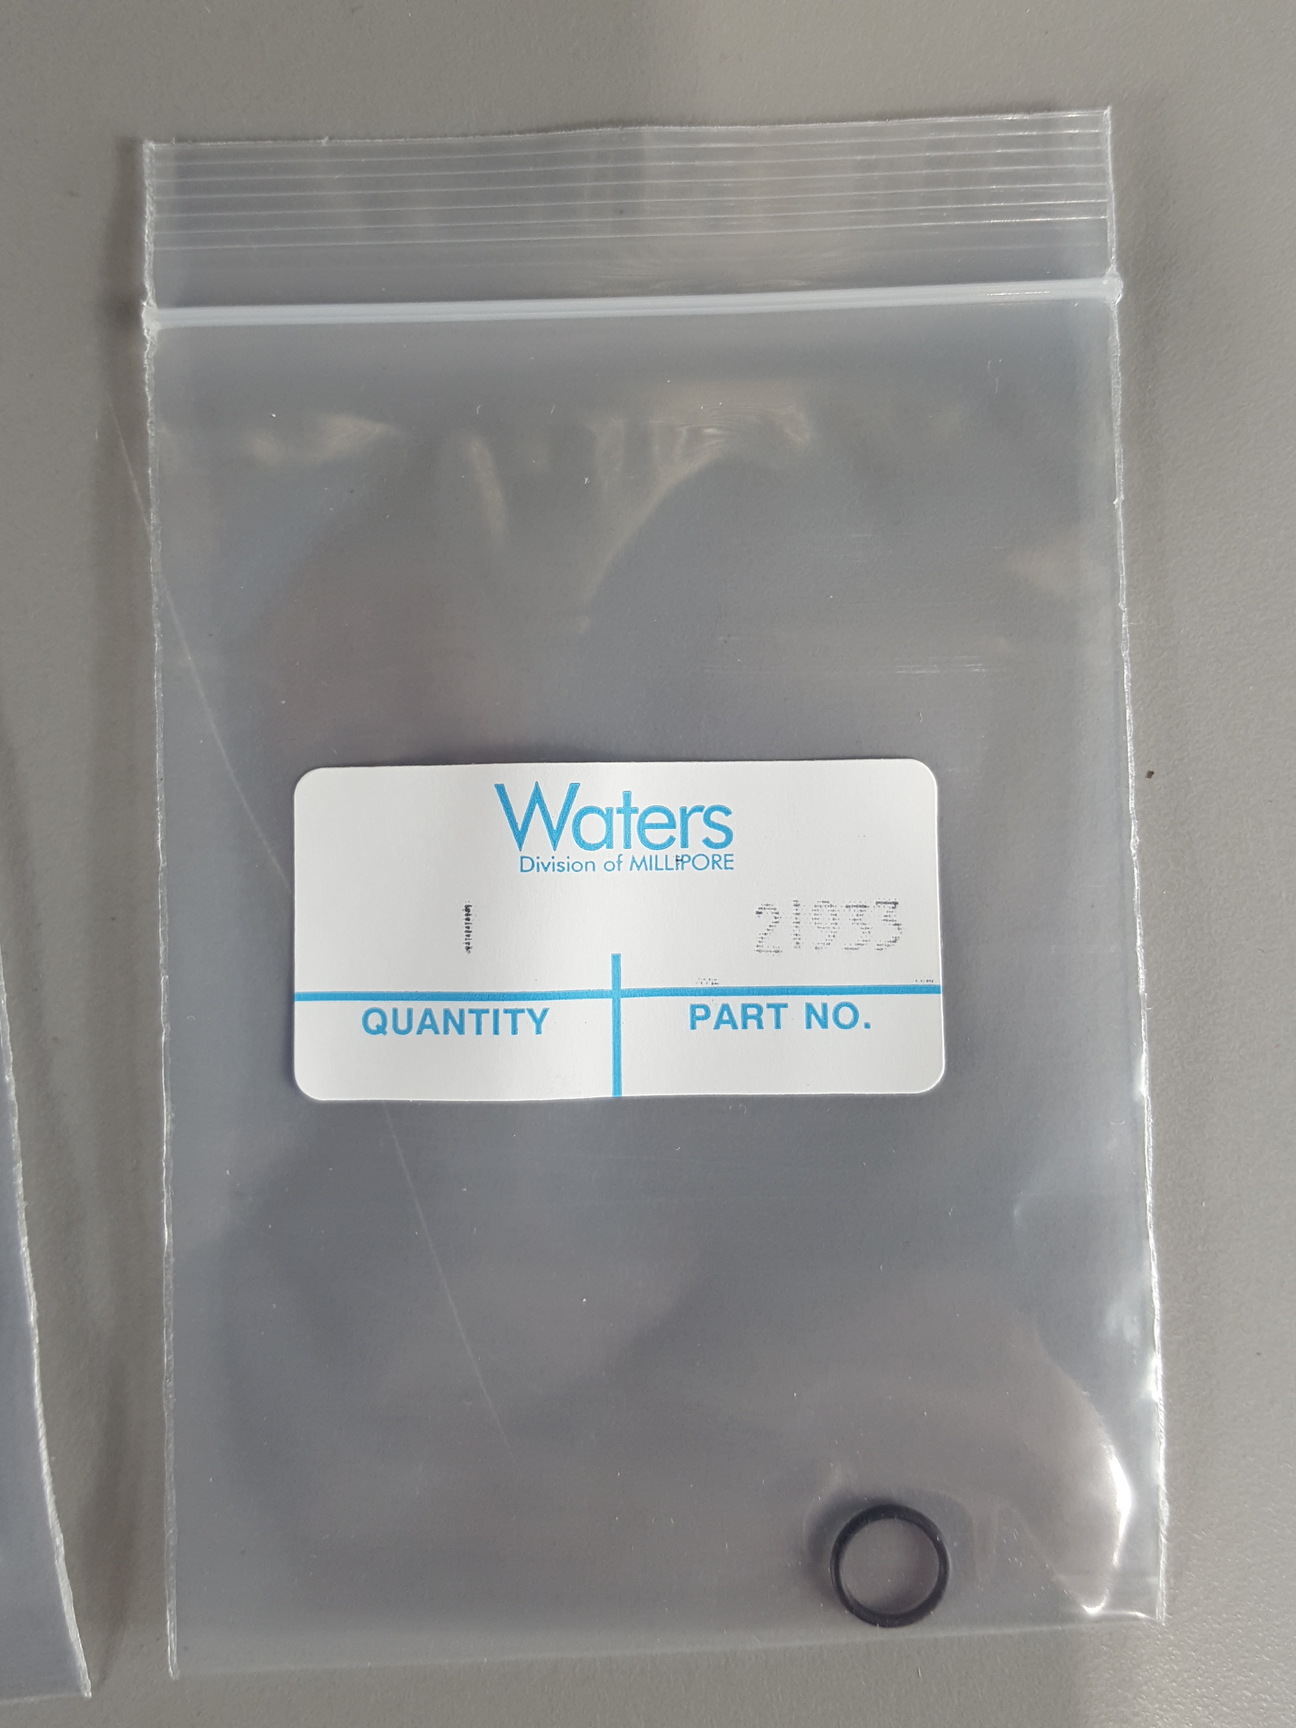 Waters
Division of MILLIPORE
1 21933
QUANTITY PART NO.